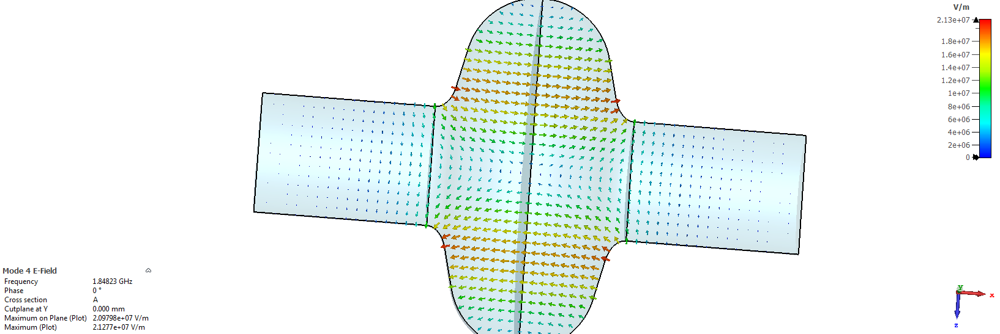 V/m
2.13e+07
1.8e+07
1.6e+07
1.4e+07
1.2e+07
1e+07
8e+06
6e+06
4e+06
2e+06
0
Mode 4 E-Field
Frequency 1.84823 GHz
Phase 0 °
Cross section A
Cutplane at Y 0.000 mm
Maximum on Plane (Plot) 2.09798e+07 V/m
Maximum (Plot) 2.1277e+07 V/m
Y
x
z